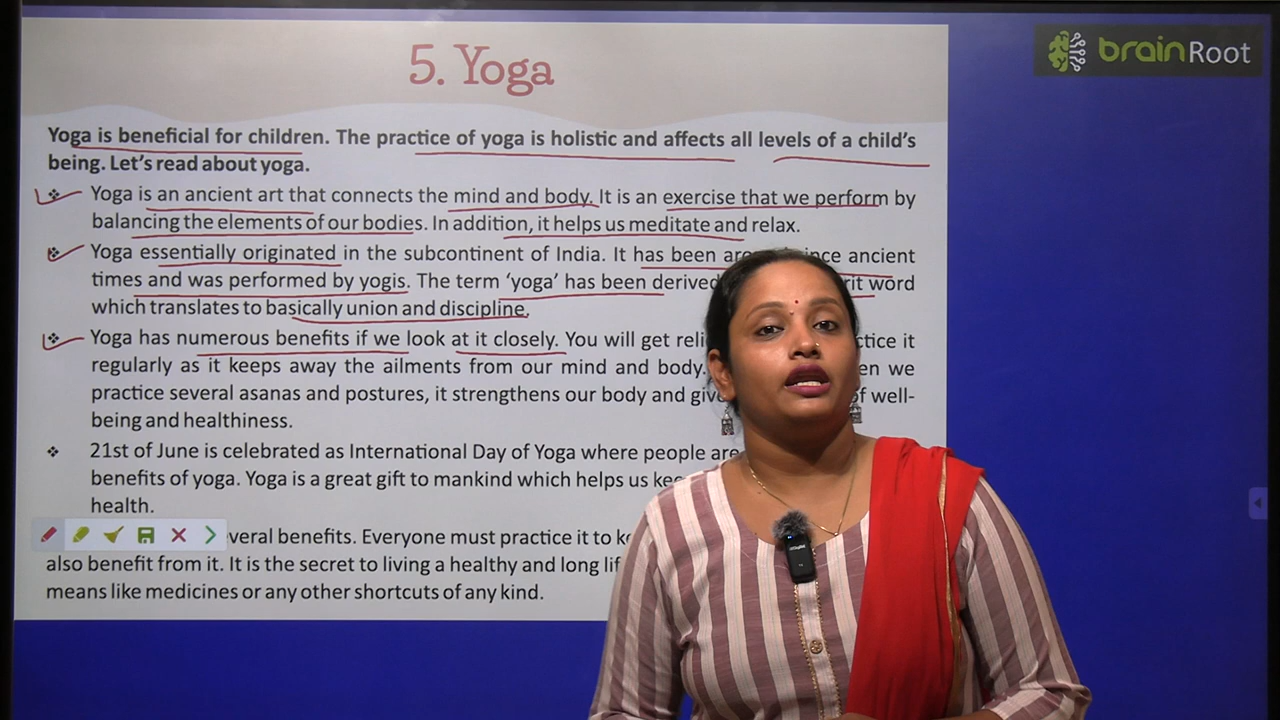 5. Yoga
brainRoot
Yoga is beneficial for children. The practice of yoga is holistic and affects all levels of a child's
being. Let's read about yoga.
❖ Yoga is an ancient art that connects the mind and body. It is an exercise that we perform by
balancing the elements of our bodies. In addition, it helps us meditate and relax.
❖ Yoga essentially originated in the subcontinent of India. It has been ince ancient
times and was performed by yogis. The term 'yoga' has been derived rit word
which translates to basically union and discipline.
❖ Yoga has numerous benefits if we look at it closely. You will get reli ctice it
regularly as it keeps away the ailments from our mind and body. en we
practice several asanas and postures, it strengthens our body and give of well-
being and healthiness.
❖ 21st of June is celebrated as International Day of Yoga where people are
benefits of yoga. Yoga is a great gift to mankind which helps us kee
health.
veral benefits. Everyone must practice it to ke
also benefit from it. It is the secret to living a healthy and long lif
means like medicines or any other shortcuts of any kind.